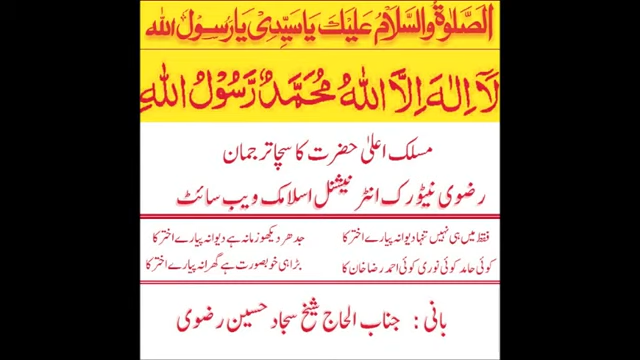 الصلوٰۃ والسلام علیک یاسیدی یارسول اللہ
لا الٰہ الا اللہ محمد رسول اللہ
مسلک اعلیٰ حضرت کا سچا ترجمان
رضوی نیٹورک انٹرنیشنل اسلامک ویب سائٹ
فقط میں ہی نہیں تنہا دیوانہ پیارے اختر کا جدھر دیکھو زمانہ ہے دیوانہ پیارے اختر کا
کوئی حامد کوئی نوری کوئی احمد رضا خان کا بڑا ہی خوبصورت ہے گھرانہ پیارے اختر کا
بانی : جناب الحاج شیخ سجاد حسین رضوی